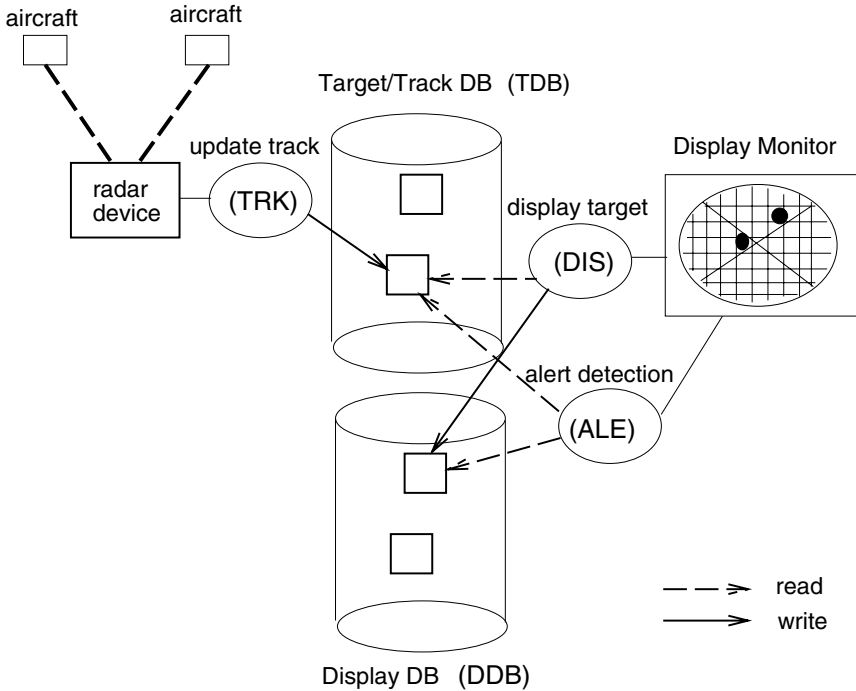 aircraft
aircraft
Target/Track DB (TDB)
update track
Display Monitor
radar
device
(TRK)
display target
(DIS)
alert detection
(ALE)
read
write
Display DB (DDB)